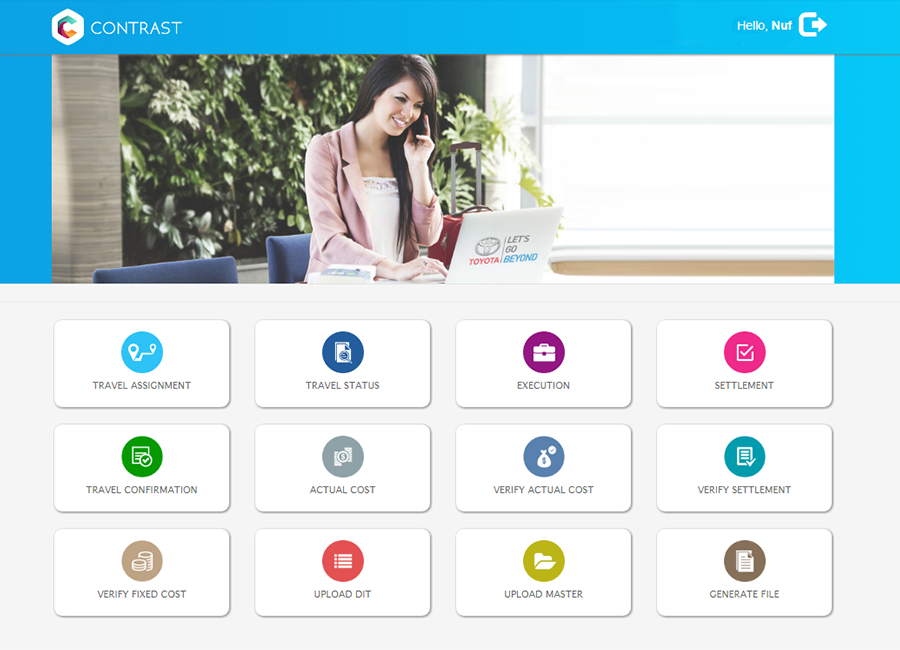 CONTRAST
Hello, Nuf
TOYOTA
LET'S
GO
BEYOND
TRAVEL ASSIGNMENT
TRAVEL STATUS
EXECUTION
SETTLEMENT
TRAVEL CONFIRMATION
ACTUAL COST
VERIFY ACTUAL COST
VERIFY SETTLEMENT
VERIFY FIXED COST
UPLOAD DIT
UPLOAD MASTER
GENERATE FILE